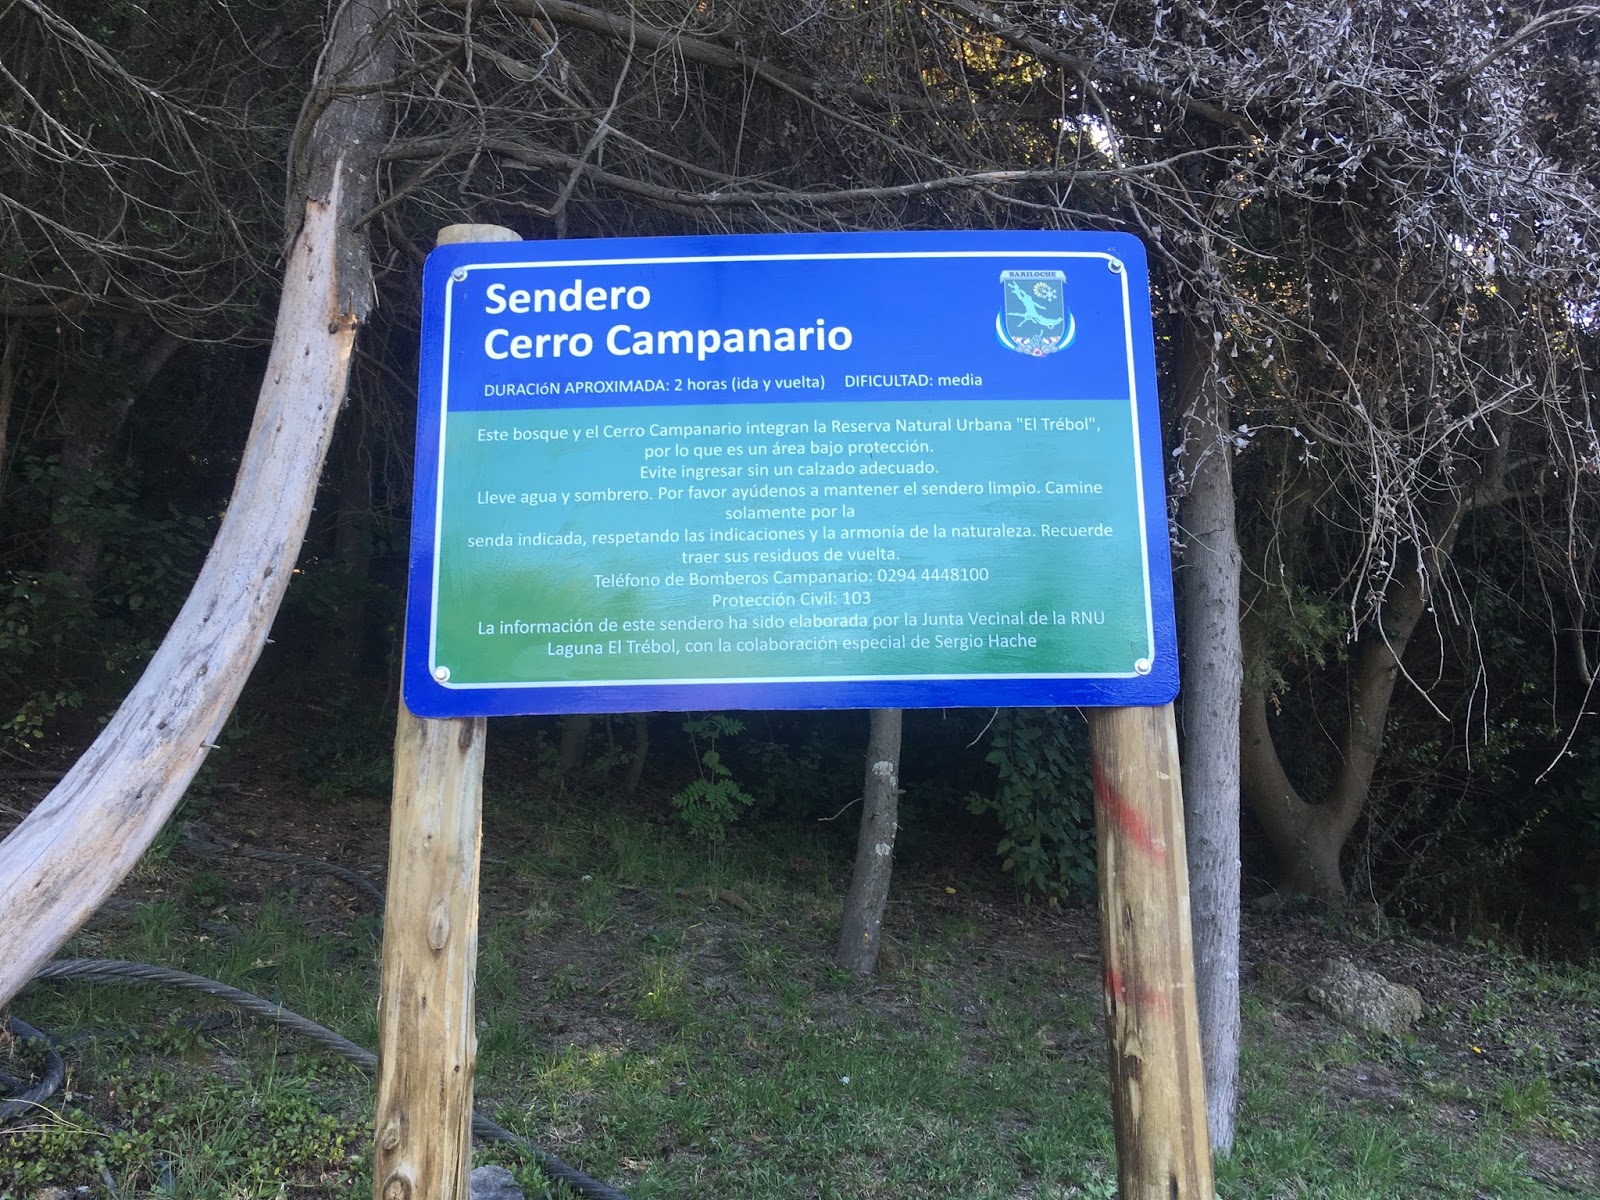 BARILOCHE
Sendero
Cerro Campanario
DURACIóN APROXIMADA: 2 horas (ida y vuelta) DIFICULTAD: media
Este bosque y el Cerro Campanario integran la Reserva Natural Urbana "El Trébol",
por lo que es un área bajo protección.
Evite ingresar sin un calzado adecuado.
Lleve agua y sombrero. Por favor ayúdenos a mantener el sendero limpio. Camine
solamente por la
senda indicada, respetando las indicaciones y la armonía de la naturaleza. Recuerde
traer sus residuos de vuelta.
Teléfono de Bomberos Campanario: 0294 4448100
Protección Civil: 103
La información de este sendero ha sido elaborada por la Junta Vecinal de la RNU
Laguna El Trébol, con la colaboración especial de Sergio Hache